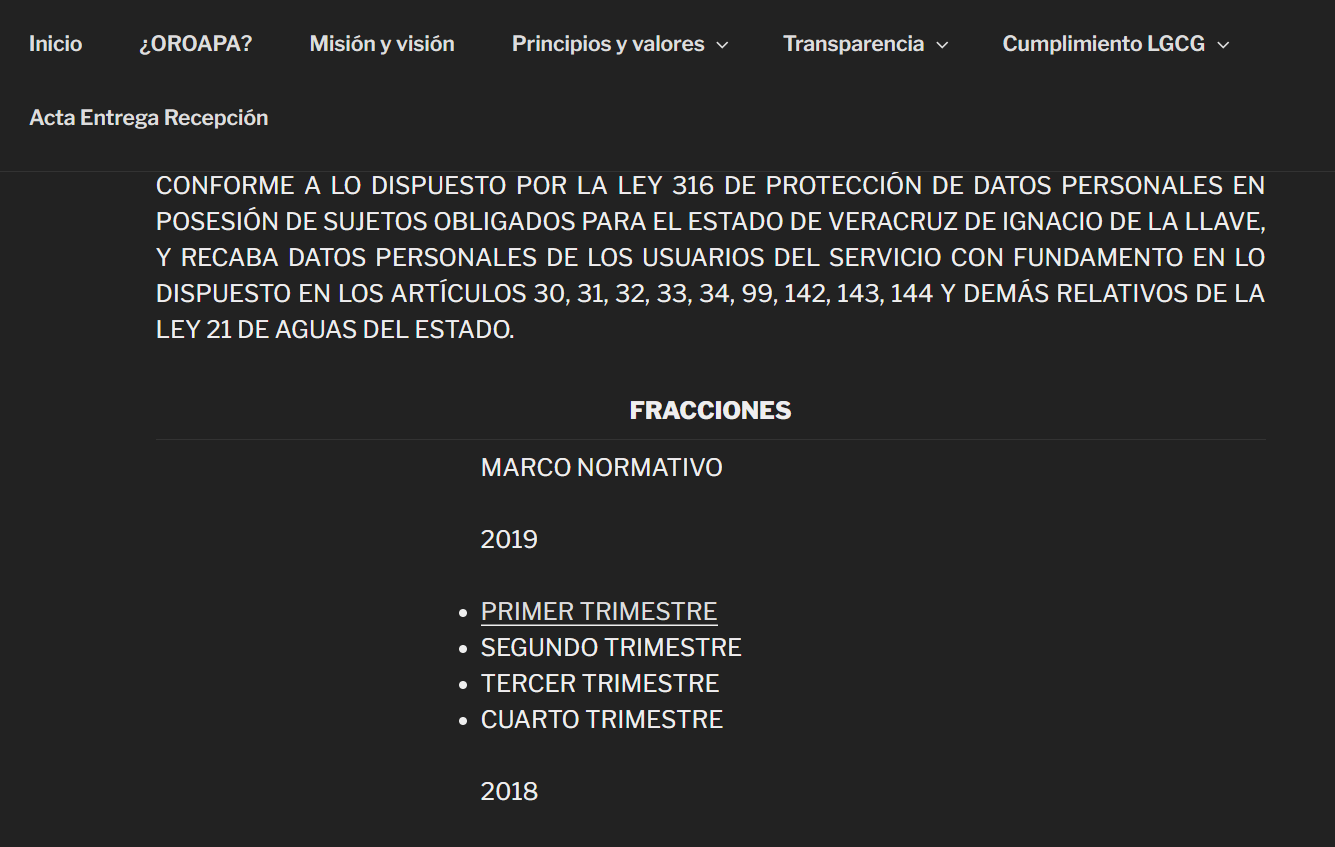 Inicio ¿OROAPA? Misión y visión Principios y valores Transparencia Cumplimiento LGCG
Acta Entrega Recepción
CONFORME A LO DISPUESTO POR LA LEY 316 DE PROTECCIÓN DE DATOS PERSONALES EN
POSESIÓN DE SUJETOS OBLIGADOS PARA EL ESTADO DE VERACRUZ DE IGNACIO DE LA LLAVE,
Y RECABA DATOS PERSONALES DE LOS USUARIOS DEL SERVICIO CON FUNDAMENTO EN LO
DISPUESTO EN LOS ARTÍCULOS 30, 31, 32, 33, 34, 99, 142, 143, 144 Y DEMÁS RELATIVOS DE LA
LEY 21 DE AGUAS DEL ESTADO.
FRACCIONES
MARCO NORMATIVO
2019
• PRIMER TRIMESTRE
• SEGUNDO TRIMESTRE
• TERCER TRIMESTRE
• CUARTO TRIMESTRE
2018